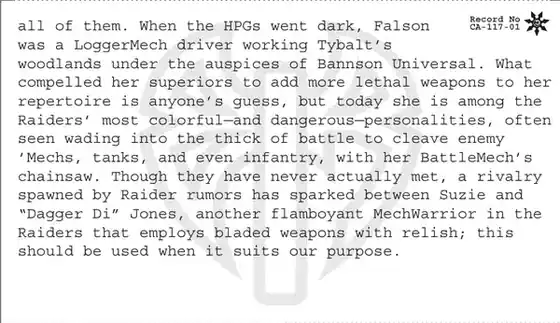 all of them. When the HPGs went dark, Falson
Record No
CA-117-01
was a LoggerMech driver working Tybalt’s
woodlands under the auspices of Bannson Universal. What
compelled her superiors to add more lethal weapons to her
repertoire is anyone’s guess, but today she is among the
Raiders’ most colorful—and dangerous—personalities, often
seen wading into the thick of battle to cleave enemy
’Mechs, tanks, and even infantry, with her BattleMech’s
chainsaw. Though they have never actually met, a rivalry
spawned by Raider rumors has sparked between Suzie and
“Dagger Di” Jones, another flamboyant MechWarrior in the
Raiders that employs bladed weapons with relish; this
should be used when it suits our purpose.